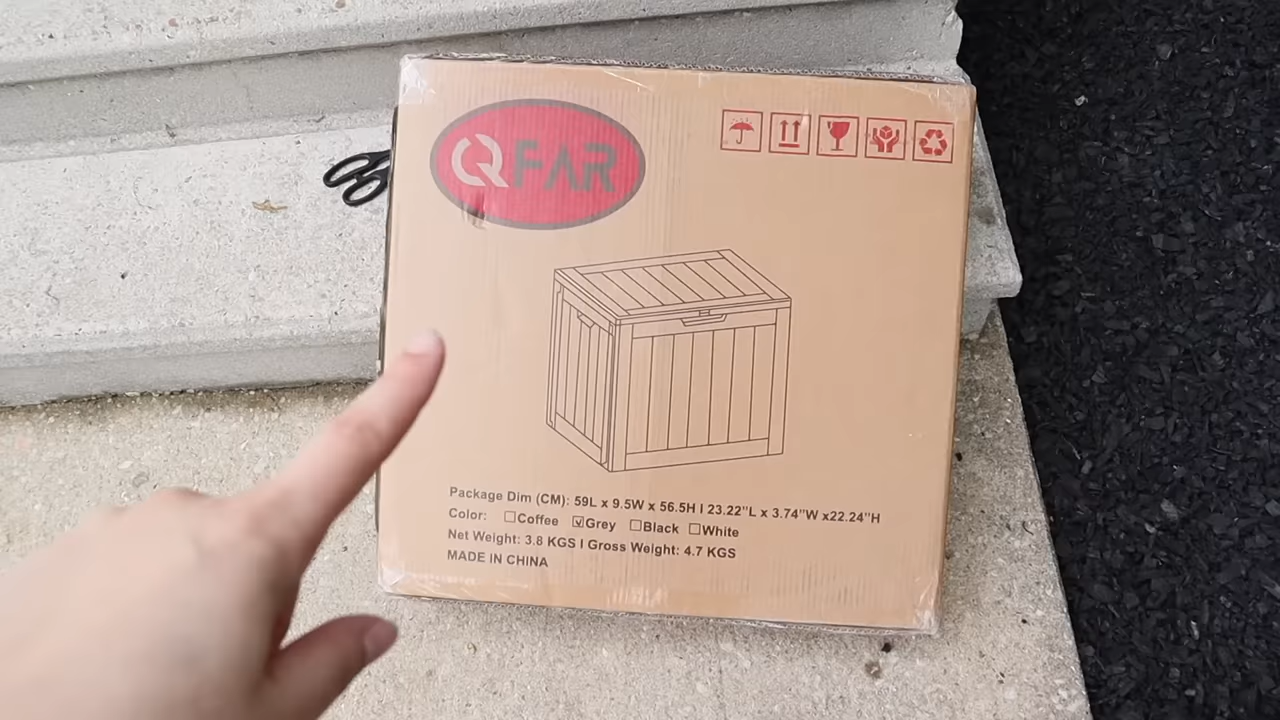 QFAR
Package Dim (CM): 59L x 9.5W x 56.5H I 23.22"L x 3.74"W x22.24"H
Color: ☐Coffee ☑Grey ☐Black ☐White
Net Weight: 3.8 KGS I Gross Weight: 4.7 KGS
MADE IN CHINA